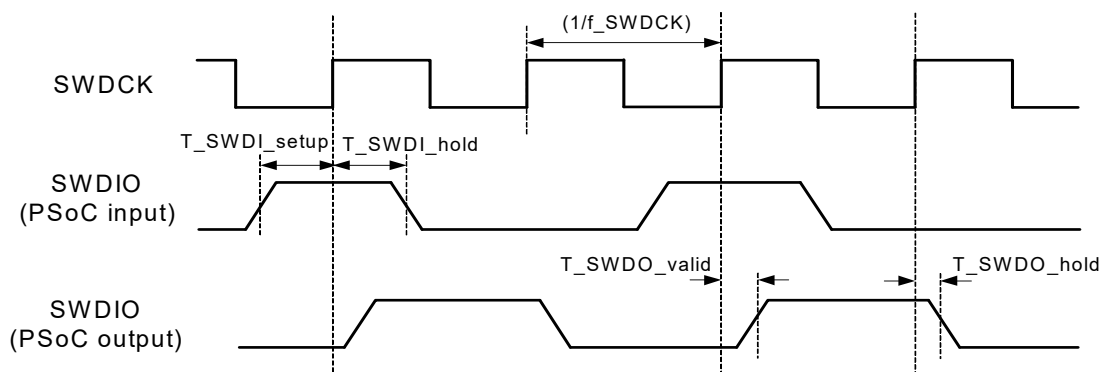 (1/f_SWDCK)
SWDCK
T_SWDI_setup
T_SWDI_hold
SWDIO
(PSoC input)
T_SWDO_valid
T_SWDO_hold
SWDIO
(PSoC output)